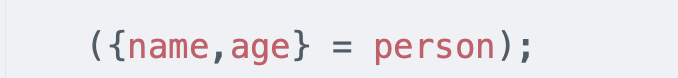 ({name,age} = person);